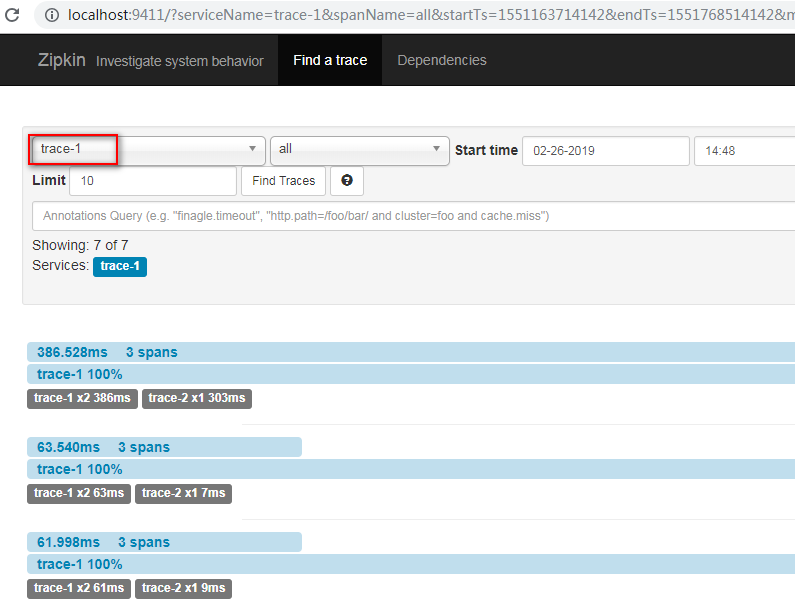 localhost:9411/?serviceName=trace-1&spanName=all&startTs=1551163714142&endTs=1551768514142&
Zipkin Investigate system behavior Find a trace Dependencies
trace-1 all Start time 02-26-2019 14:48
Limit 10 Find Traces ?
Annotations Query (e.g. "finagle.timeout", "http.path=/foo/bar/ and cluster=foo and cache.miss")
Showing: 7 of 7
Services: trace-1
386.528ms 3 spans
trace-1 100%
trace-1 x2 386ms trace-2 x1 303ms
63.540ms 3 spans
trace-1 100%
trace-1 x2 63ms trace-2 x1 7ms
61.998ms 3 spans
trace-1 100%
trace-1 x2 61ms trace-2 x1 9ms